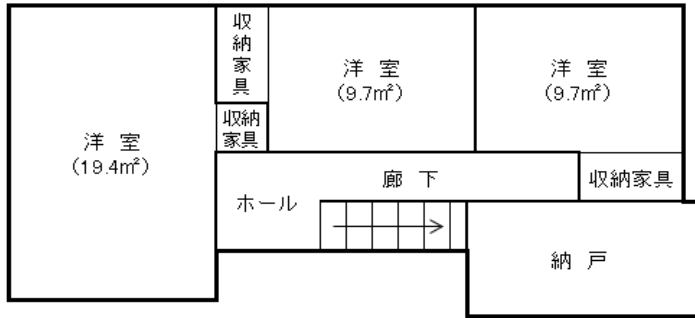 収納家具
洋 室
（9.7㎡）
洋 室
（9.7㎡）
収納
家具
洋 室
（19.4㎡）
廊 下
収納家具
ホール
納 戸